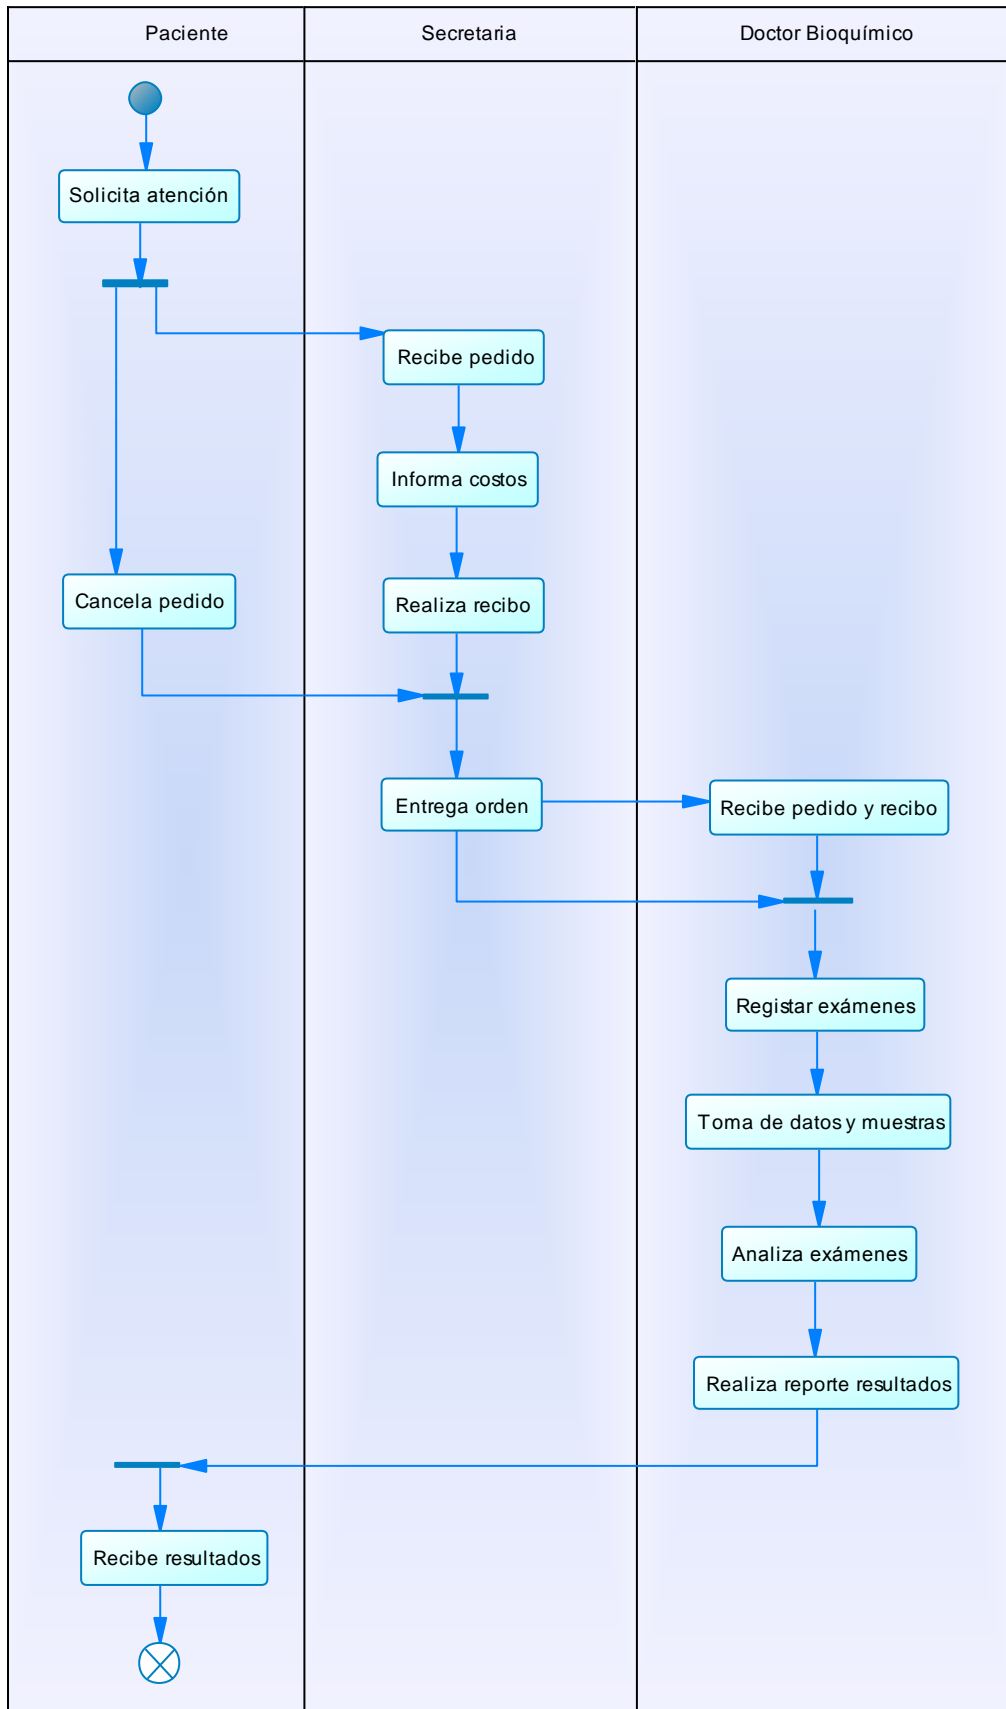 Paciente
Secretaria
Doctor Bioquímico
Solicita atención
Recibe pedido
Informa costos
Cancela pedido
Realiza recibo
Entrega orden
Recibe pedido y recibo
Registar exámenes
Toma de datos y muestras
Analiza exámenes
Realiza reporte resultados
Recibe resultados